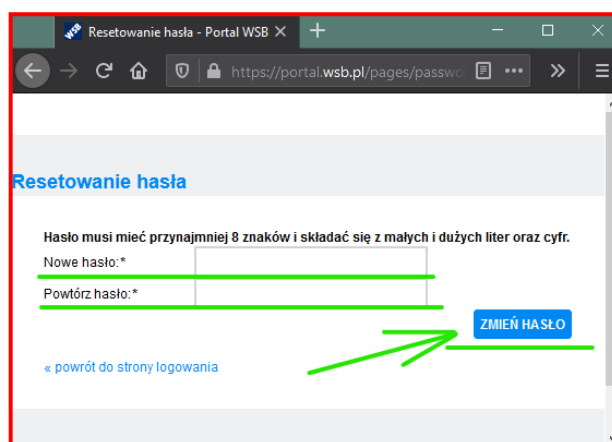 WSB
Resetowanie hasła - Portal WSB
https://portal.wsb.pl/pages/passwo
Resetowanie hasła
Hasło musi mieć przynajmniej 8 znaków i składać się z małych i dużych liter oraz cyfr.
Nowe hasło:*
Powtórz hasło:*
ZMIEŃ HASŁO
« powrót do strony logowania